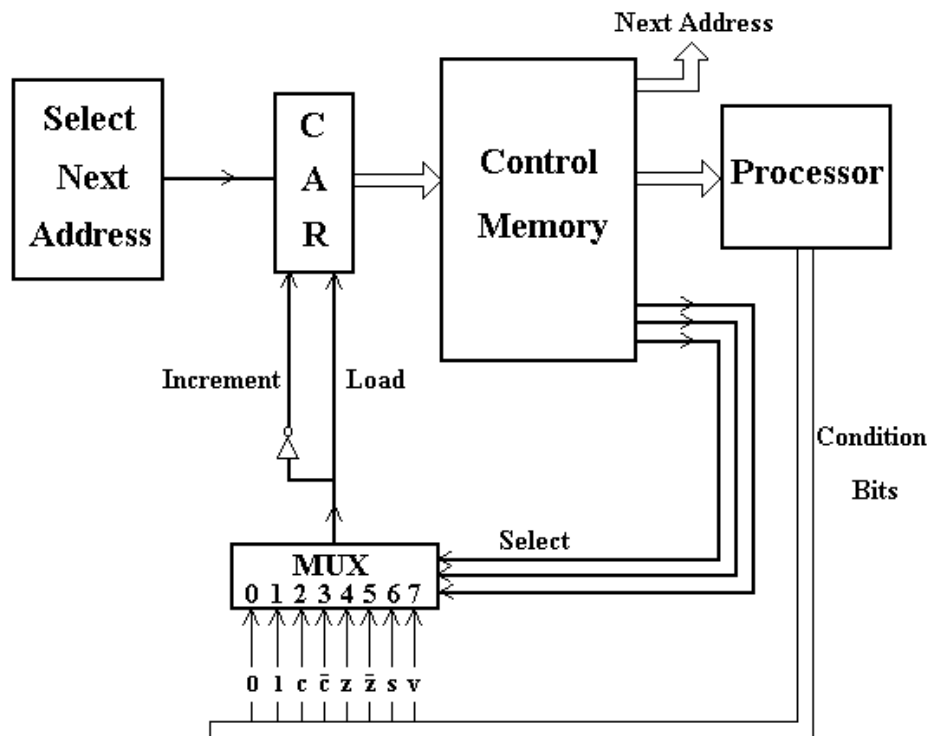 Next Address
Select
Next
Address
C
A
R
Control
Memory
Processor
Increment
Load
Condition
Bits
Select
MUX
0 1 2 3 4 5 6 7
0 1 c c̄ z z̄ s v